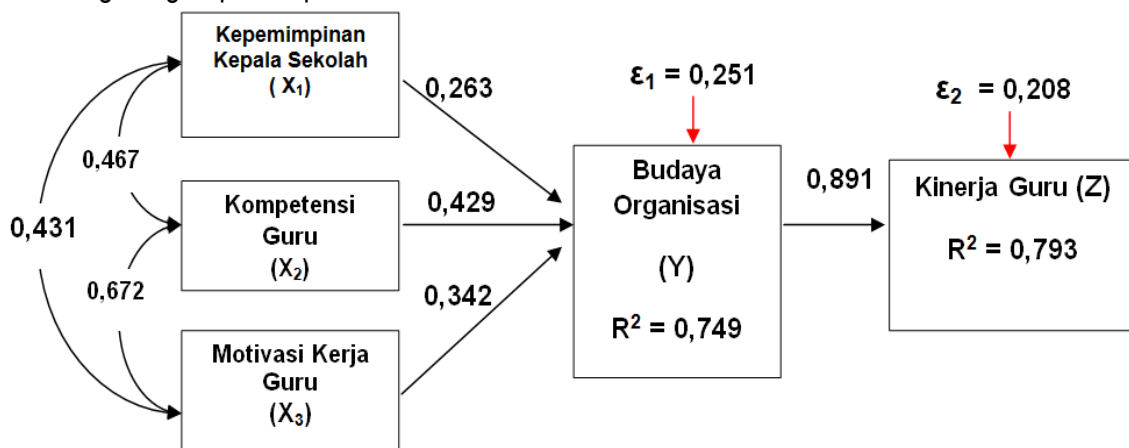 Kepemimpinan
Kepala Sekolah
( X₁)
0,263
ε₁ = 0,251
ε₂ = 0,208
0,467
0,431
Kompetensi
Guru
(X₂)
0,429
Budaya
Organisasi
(Y)
R² = 0,749
0,891
Kinerja Guru (Z)
R² = 0,793
0,672
0,342
Motivasi Kerja
Guru
(X₃)